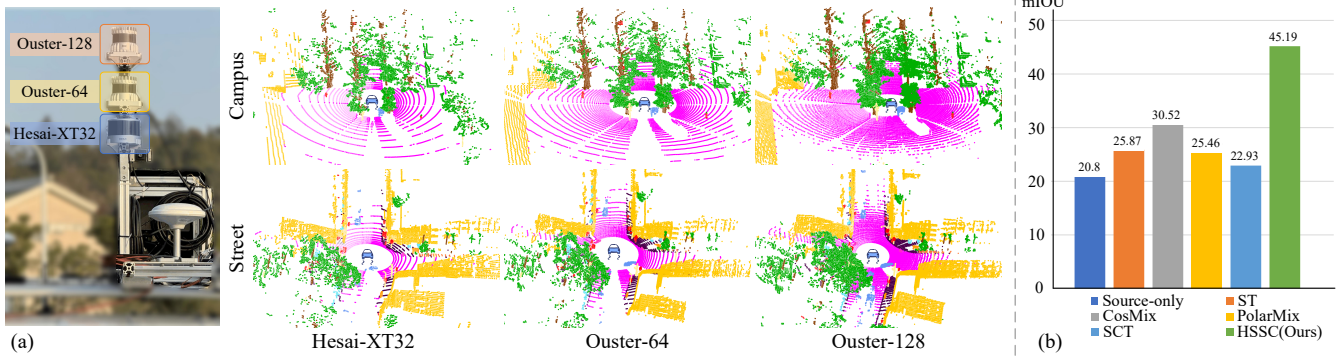 Ouster-128
Ouster-64
Hesai-XT32
Campus
Street
Hesai-XT32
Ouster-64
Ouster-128
(a)
mIOU
50
40
30
20
10
0
20.8
25.87
30.52
25.46
22.93
45.19
Source-only
ST
CosMix
PolarMix
SCT
HSSC(Ours)
(b)